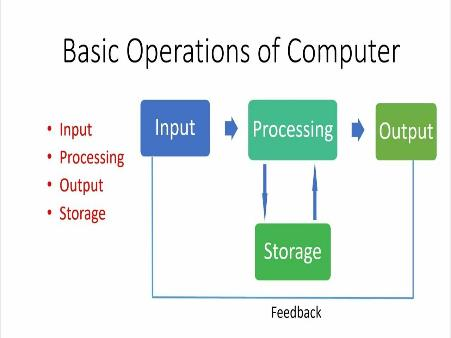 Basic Operations of Computer
• Input
• Processing
• Output
• Storage
Input
Processing
Output
Storage
Feedback